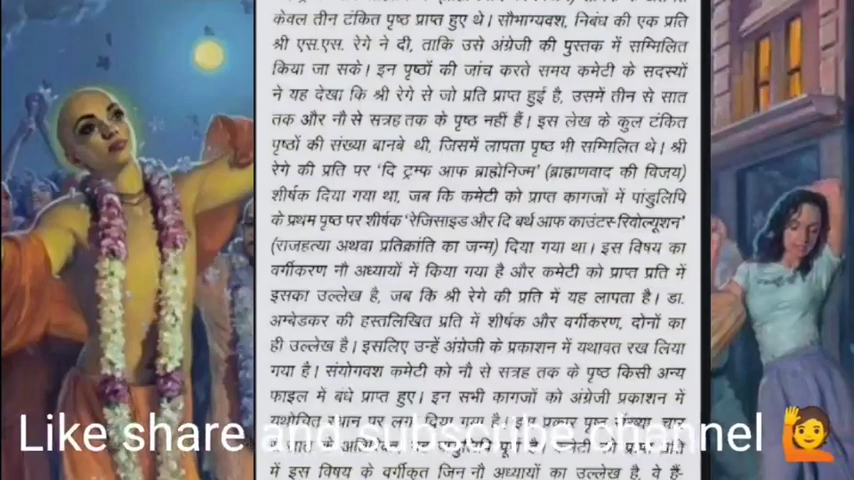 केवल तीन टंकित पृष्ठ प्राप्त हुए थे। सौभाग्यवश, निबंध की एक प्रति
श्री एस.एस. रेगे ने दी, ताकि उसे अंग्रेजी की पुस्तक में सम्मिलित
किया जा सके। इन पृष्ठों की जांच करते समय कमेटी के सदस्यों
ने यह देखा कि श्री रेगे से जो प्रति प्राप्त हुई है, उसमें तीन से सात
तक और नौ से सत्रह तक के पृष्ठ नहीं हैं। इस लेख के कुल टंकित
पृष्ठों की संख्या बानबे थी, जिसमें लापता पृष्ठ भी सम्मिलित थे। श्री
रेगे की प्रति पर 'दि ट्रम्फ आफ ब्राह्मेनिज्म' (ब्राह्मणवाद की विजय)
शीर्षक दिया गया था, जब कि कमेटी को प्राप्त कागजों में पांडुलिपि
के प्रथम पृष्ठ पर शीर्षक 'रेजिसाइड और दि बर्थ आफ काउंटर-रिवोल्यूशन'
(राजहत्या अथवा प्रतिक्रांति का जन्म) दिया गया था। इस विषय का
वर्गीकरण नौ अध्यायों में किया गया है और कमेटी को प्राप्त प्रति में
इसका उल्लेख है, जब कि श्री रेगे की प्रति में यह लापता है। डा.
अम्बेडकर की हस्तलिखित प्रति में शीर्षक और वर्गीकरण, दोनों का
ही उल्लेख है। इसलिए उन्हें अंग्रेजी के प्रकाशन में यथावत रख लिया
गया है। संयोगवश कमेटी को नौ से सत्रह तक के पृष्ठ किसी अन्य
फाइल में बंधे प्राप्त हुए। इन सभी कागजों को अंग्रेजी प्रकाशन में
यथोचित स्थान पर लगा दिया गया है।
Like share and subscribe channel 🙋
में इस विषय के वर्गीकृत जिन नौ अध्यायों का उल्लेख है, वे हैं-